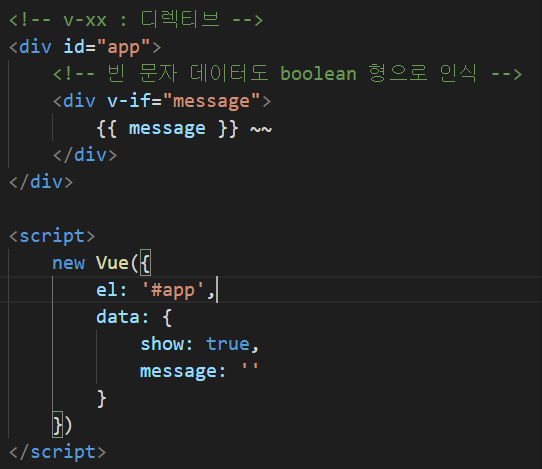 <!-- v-xx : 디렉티브 -->
<div id="app">
    <!-- 빈 문자 데이터도 boolean 형으로 인식 -->
    <div v-if="message">
        {{ message }} ~~
    </div>
</div>

<script>
    new Vue({
        el: '#app',
        data: {
            show: true,
            message: ''
        }
    })
</script>